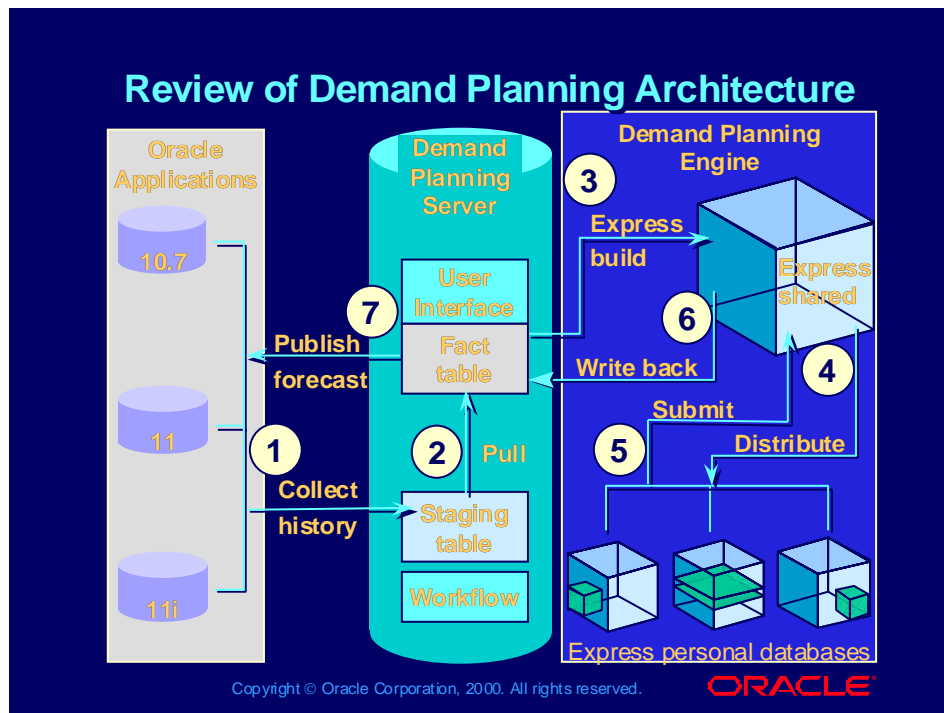 Review of Demand Planning Architecture
Oracle
Applications
10.7
11
11i
Demand
Planning
Server
User
Interface
Fact
table
Staging
table
Workflow
Demand Planning
Engine
Express
shared
1
Collect
history
2
Pull
3
Express
build
4
Distribute
5
Submit
6
Write back
7
Publish
forecast
Express personal databases
Copyright © Oracle Corporation, 2000. All rights reserved.
ORACLE®